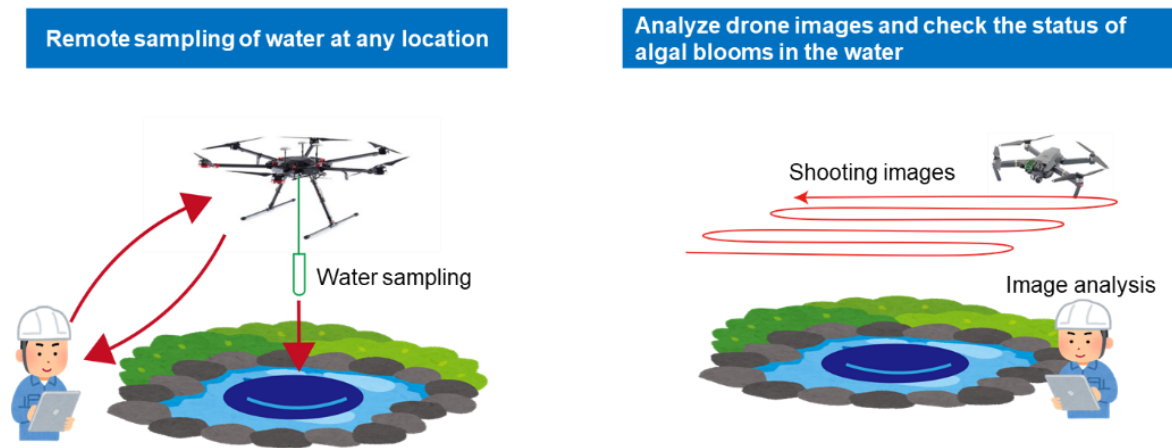 Remote sampling of water at any location
Analyze drone images and check the status of
algal blooms in the water
Shooting images
Water sampling
Image analysis